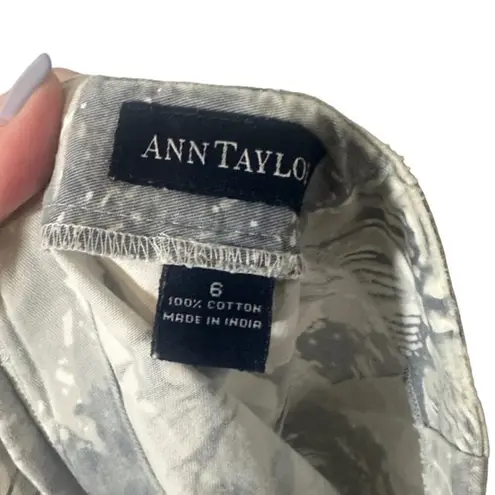 ANN TAYLO
6
100% COTTON
MADE IN INDIA